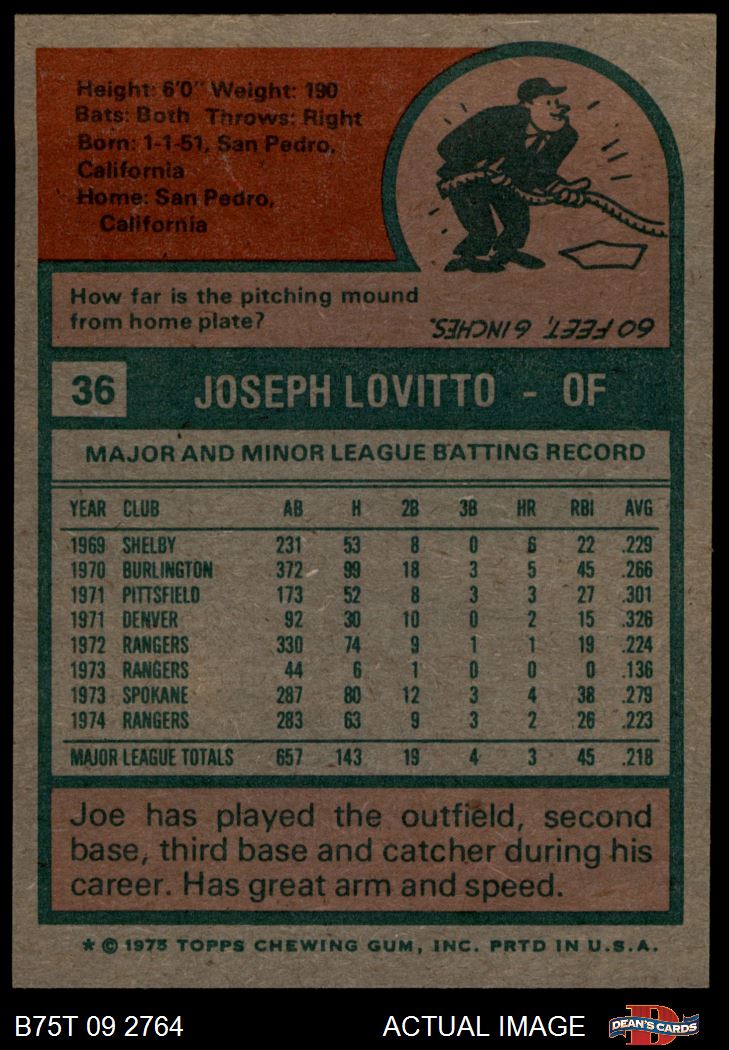 Height: 6'0" Weight: 190
Bats: Both Throws: Right
Born: 1-1-51, San Pedro,
California
Home: San Pedro,
California
How far is the pitching mound
from home plate?
60 FEET, 6 INCHES.
36 JOSEPH LOVITTO - OF
MAJOR AND MINOR LEAGUE BATTING RECORD
YEAR CLUB AB H 2B 3B HR RBI AVG
1969 SHELBY 231 53 8 0 6 22 .229
1970 BURLINGTON 372 99 18 3 5 45 .266
1971 PITTSFIELD 173 52 8 3 3 27 .301
1971 DENVER 92 30 10 0 2 15 .326
1972 RANGERS 330 74 9 1 1 19 .224
1973 RANGERS 44 6 1 0 0 0 .136
1973 SPOKANE 287 80 12 3 4 38 .279
1974 RANGERS 283 63 9 3 2 26 .223
MAJOR LEAGUE TOTALS 657 143 19 4 3 45 .218
Joe has played the outfield, second
base, third base and catcher during his
career. Has great arm and speed.
* © 1975 TOPPS CHEWING GUM, INC. PRTD IN U.S.A.
B75T 09 2764 ACTUAL IMAGE DEAN'S CARDS